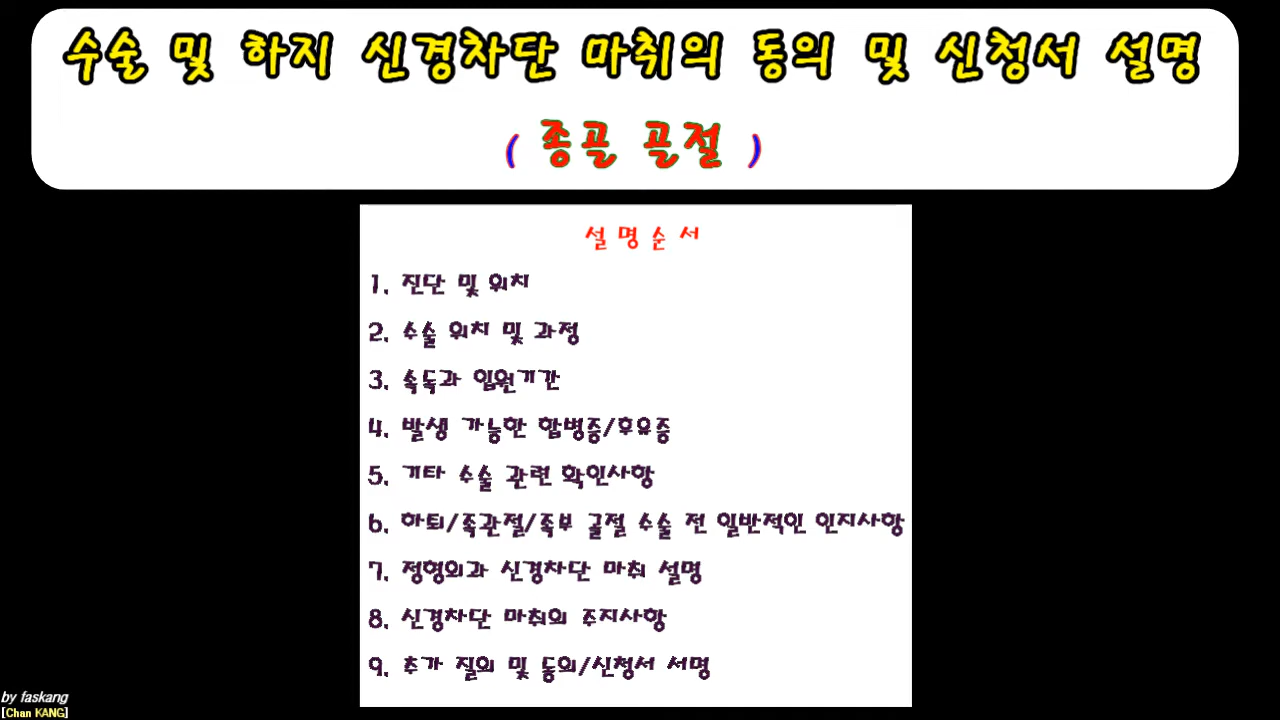 수술 및 하지 신경차단 마취의 동의 및 신청서 설명
( 종골 골절 )
설명순서
1. 진단 및 위치
2. 수술 위치 및 과정
3. 속독과 입원기간
4. 발생 가능한 합병증/후유증
5. 기타 수술 관련 확인사항
6. 하퇴/족관절/족부 골절 수술 전 일반적인 인지사항
7. 정형외과 신경차단 마취 설명
8. 신경차단 마취의 주지사항
9. 추가 질의 및 동의/신청서 서명
by faskang
[Chan KANG]